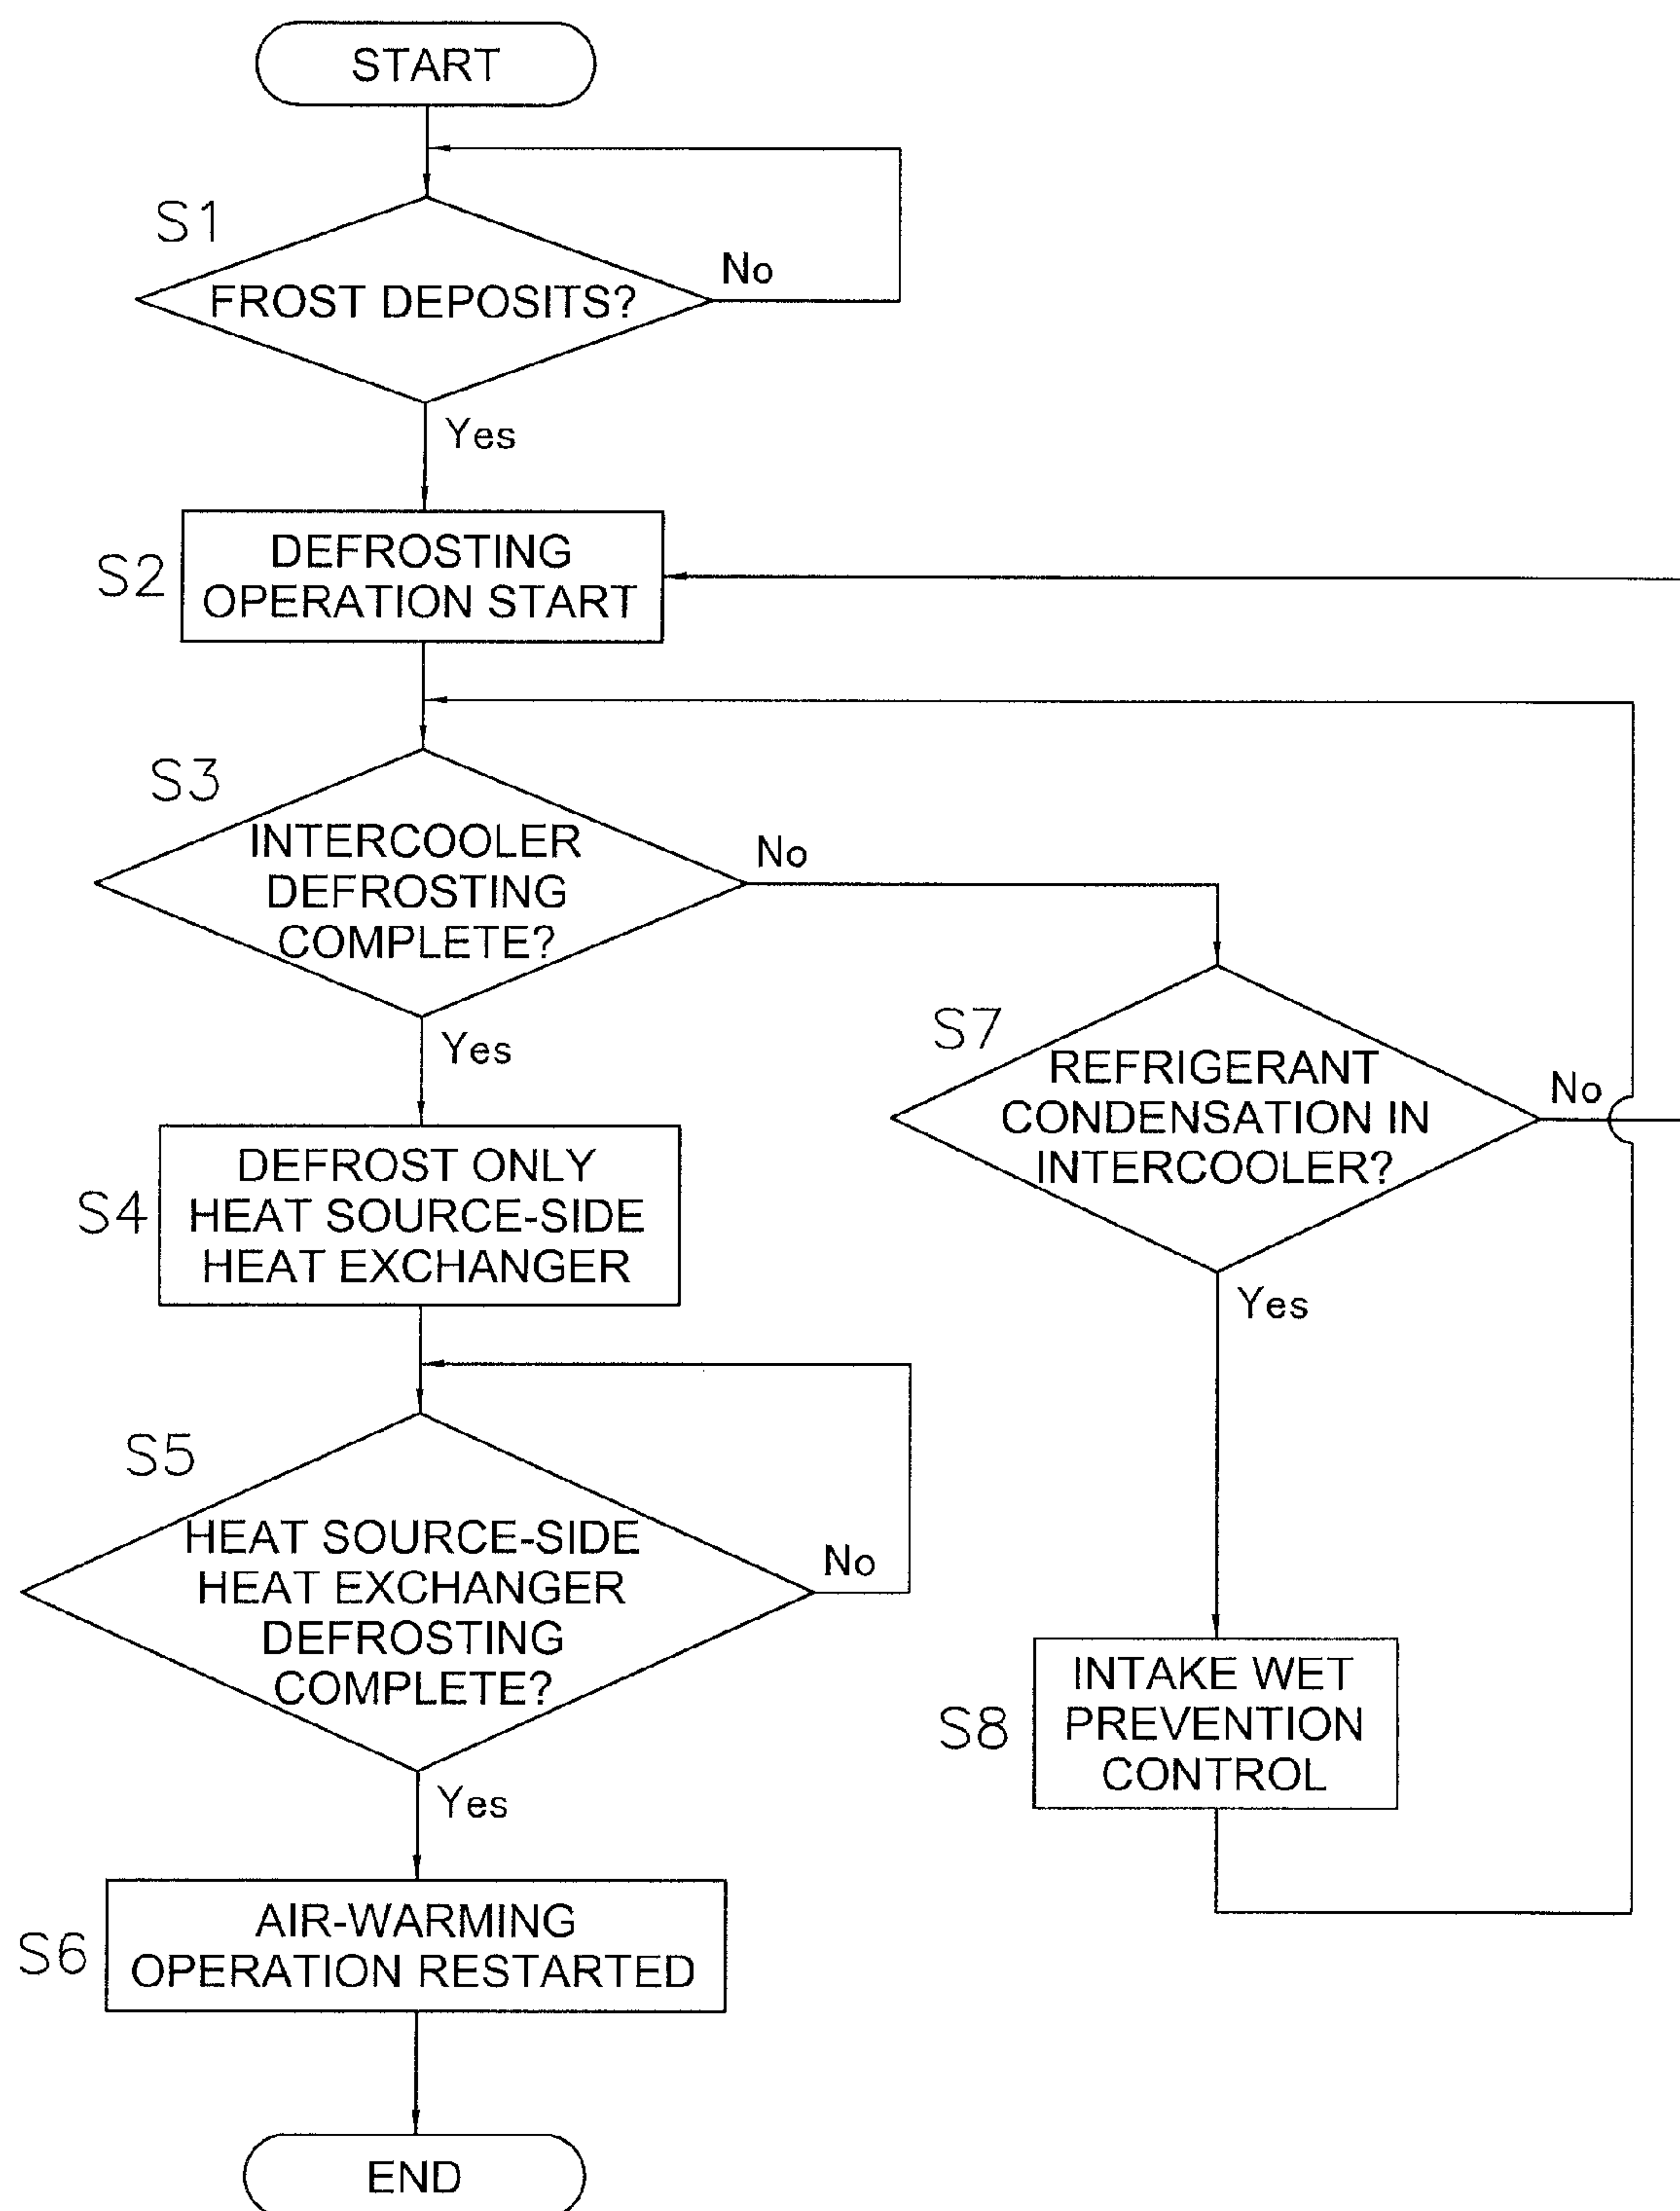 START
S1
FROST DEPOSITS?
No
Yes
S2
DEFROSTING
OPERATION START
S3
INTERCOOLER
DEFROSTING
COMPLETE?
No
Yes
S7
REFRIGERANT
CONDENSATION IN
INTERCOOLER?
No
Yes
S4
DEFROST ONLY
HEAT SOURCE-SIDE
HEAT EXCHANGER
S5
HEAT SOURCE-SIDE
HEAT EXCHANGER
DEFROSTING
COMPLETE?
No
Yes
S8
INTAKE WET
PREVENTION
CONTROL
S6
AIR-WARMING
OPERATION RESTARTED
END